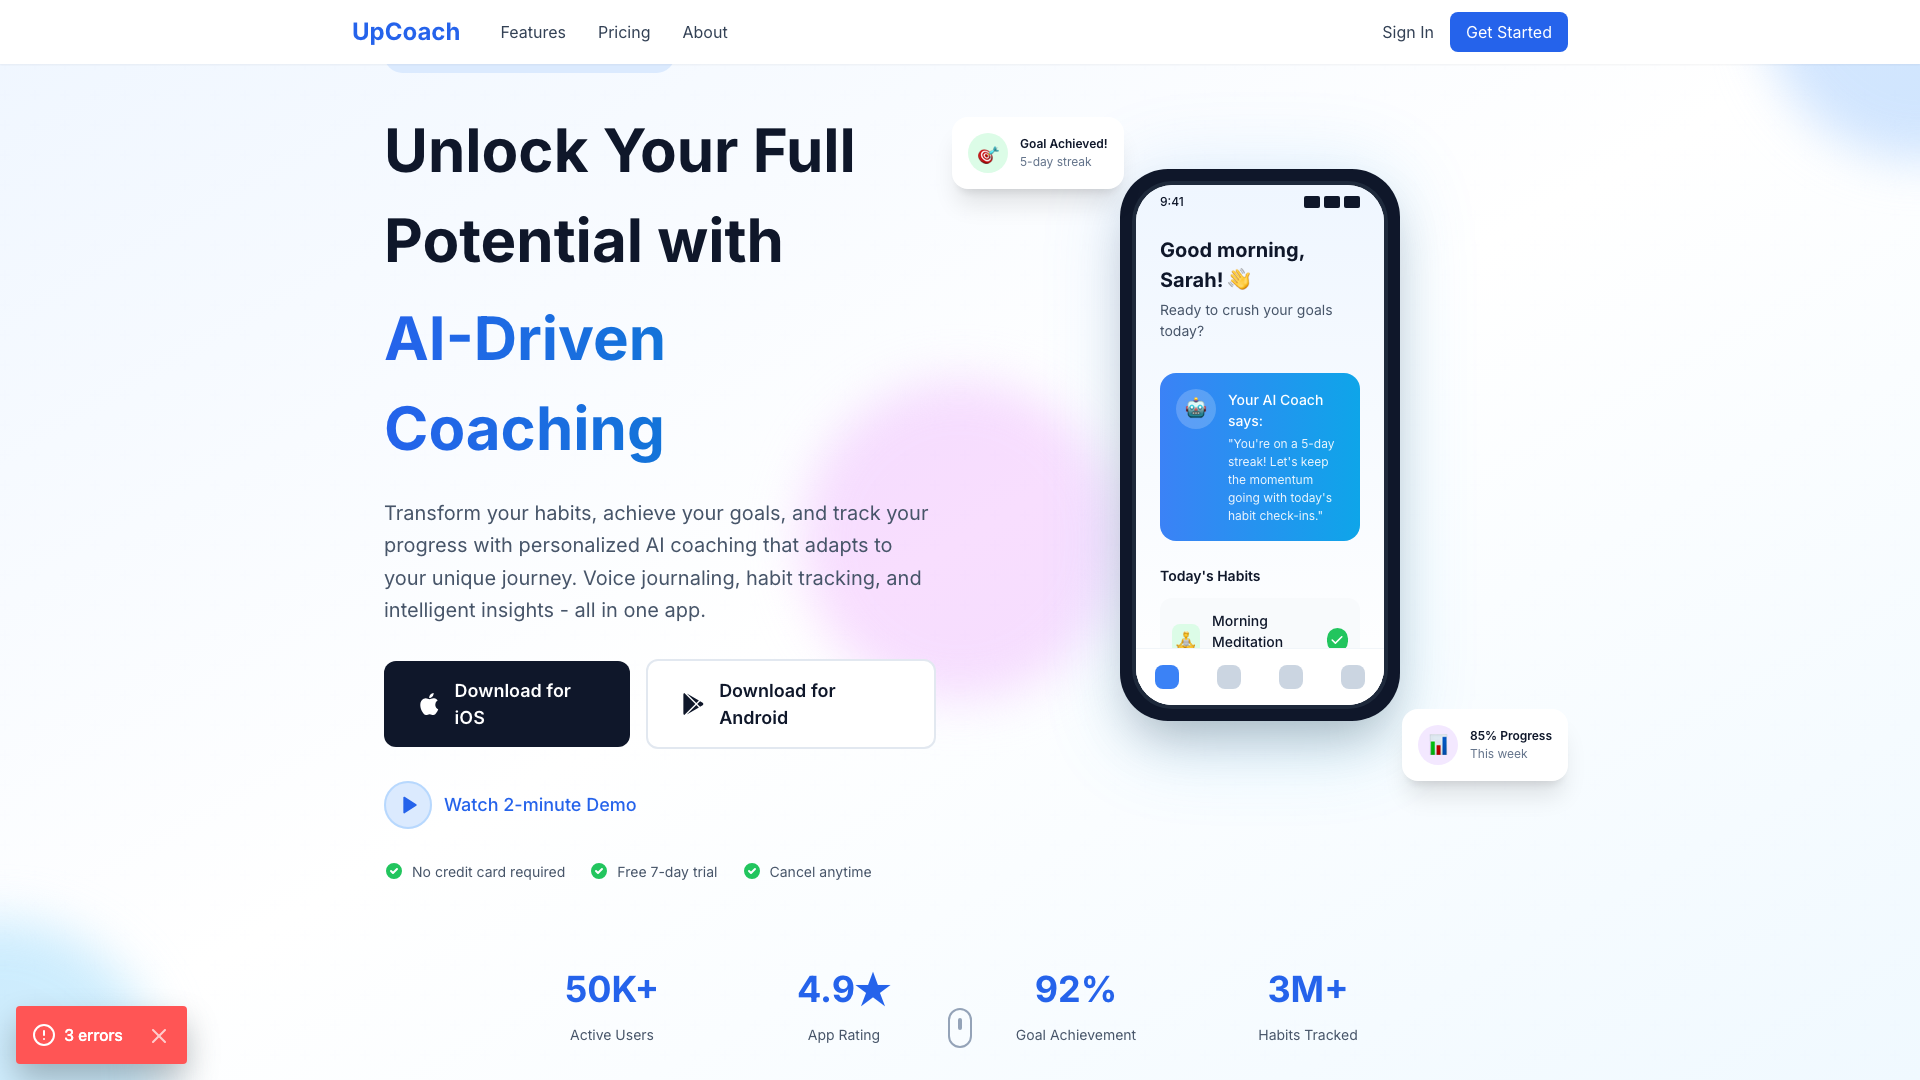 UpCoach
Features
Pricing
About
Sign In
Get Started
Unlock Your Full
Potential with
AI-Driven
Coaching
Transform your habits, achieve your goals, and track your
progress with personalized AI coaching that adapts to
your unique journey. Voice journaling, habit tracking, and
intelligent insights - all in one app.
Download for
iOS
Download for
Android
Watch 2-minute Demo
No credit card required
Free 7-day trial
Cancel anytime
Goal Achieved!
5-day streak
9:41
Good morning,
Sarah! 👋
Ready to crush your goals
today?
Your AI Coach
says:
"You're on a 5-day
streak! Let's keep
the momentum
going with today's
habit check-ins."
Today's Habits
Morning
Meditation
85% Progress
This week
50K+
Active Users
4.9★
App Rating
92%
Goal Achievement
3M+
Habits Tracked
3 errors